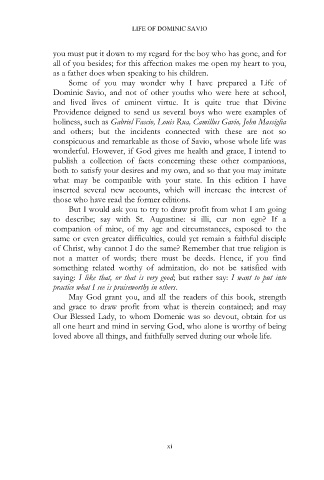 LIFE OF DOMINIC SAVIO
you must put it down to my regard for the boy who has gone, and for
all of you besides; for this affection makes me open my heart to you,
as a father does when speaking to his children.
Some of you may wonder why I have prepared a Life of
Dominic Savio, and not of other youths who were here at school,
and lived lives of eminent virtue. It is quite true that Divine
Providence deigned to send us several boys who were examples of
holiness, such as Gabriel Fascio, Louis Rua, Camillus Gavio, John Massiglia
and others; but the incidents connected with these are not so
conspicuous and remarkable as those of Savio, whose whole life was
wonderful. However, if God gives me health and grace, I intend to
publish a collection of facts concerning these other companions,
both to satisfy your desires and my own, and so that you may imitate
what may be compatible with your state. In this edition I have
inserted several new accounts, which will increase the interest of
those who have read the former editions.
But I would ask you to try to draw profit from what I am going
to describe; say with St. Augustine: si illi, cur non ego? If a
companion of mine, of my age and circumstances, exposed to the
same or even greater difficulties, could yet remain a faithful disciple
of Christ, why cannot I do the same? Remember that true religion is
not a matter of words; there must be deeds. Hence, if you find
something related worthy of admiration, do not be satisfied with
saying: I like that, or that is very good; but rather say: I want to put into
practice what I see is praiseworthy in others.
May God grant you, and all the readers of this book, strength
and grace to draw profit from what is therein contained; and may
Our Blessed Lady, to whom Domenic was so devout, obtain for us
all one heart and mind in serving God, who alone is worthy of being
loved above all things, and faithfully served during our whole life.
xi